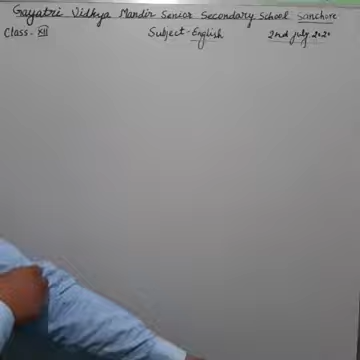 Gayatri Vidhya Mandir Senior Secondary School Sanchore
Class - XII Subject - English 2nd July 2020